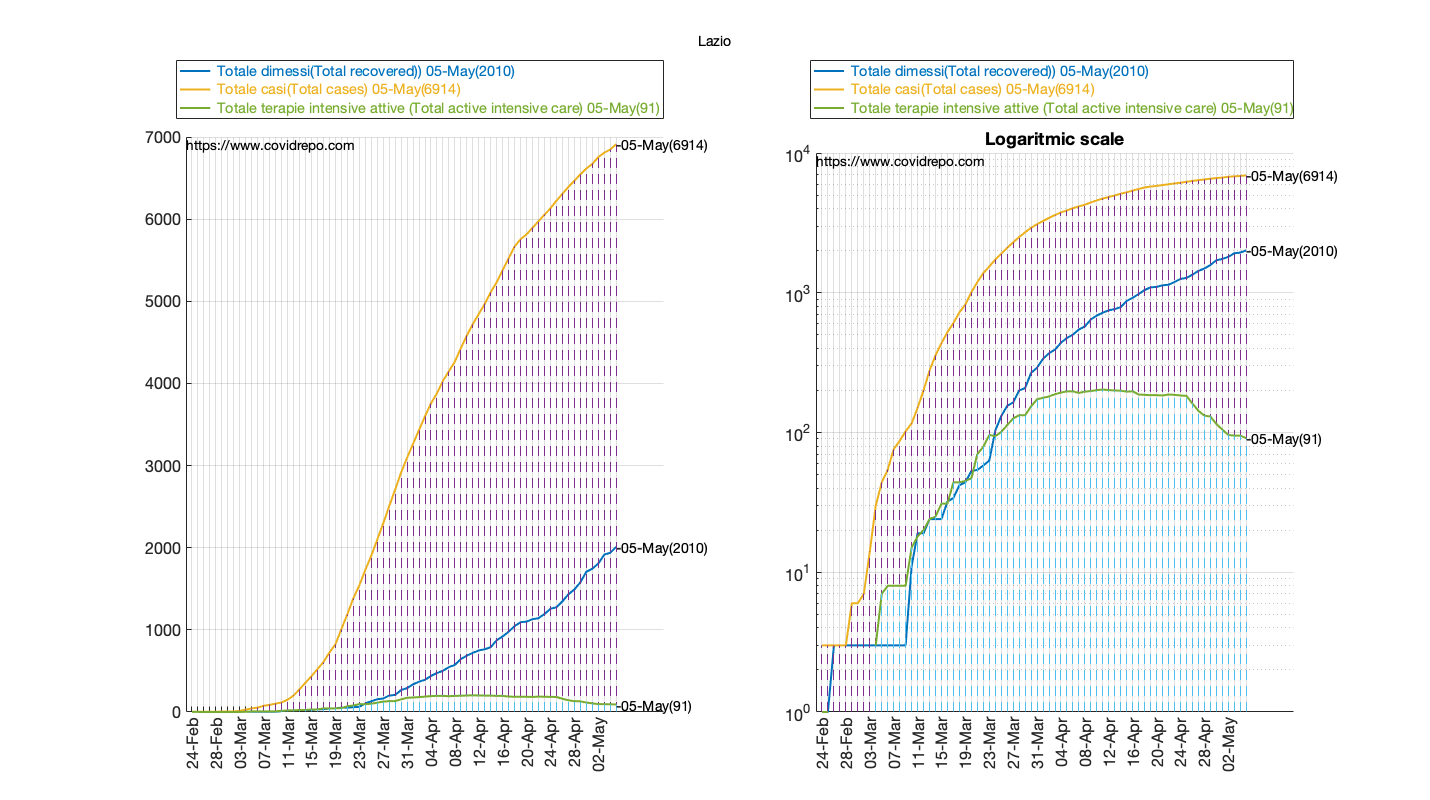 Lazio
Totale dimessi(Total recovered)) 05-May(2010)
Totale casi(Total cases) 05-May(6914)
Totale terapie intensive attive (Total active intensive care) 05-May(91)
7000
6000
5000
4000
3000
2000
1000
0
https://www.covidrepo.com
05-May(6914)
05-May(2010)
05-May(91)
24-Feb
28-Feb
03-Mar
07-Mar
11-Mar
15-Mar
19-Mar
23-Mar
27-Mar
31-Mar
04-Apr
08-Apr
12-Apr
16-Apr
20-Apr
24-Apr
28-Apr
02-May
Totale dimessi(Total recovered)) 05-May(2010)
Totale casi(Total cases) 05-May(6914)
Totale terapie intensive attive (Total active intensive care) 05-May(91)
Logaritmic scale
10^4
10^3
10^2
10^1
10^0
https://www.covidrepo.com
05-May(6914)
05-May(2010)
05-May(91)
24-Feb
28-Feb
03-Mar
07-Mar
11-Mar
15-Mar
19-Mar
23-Mar
27-Mar
31-Mar
04-Apr
08-Apr
12-Apr
16-Apr
20-Apr
24-Apr
28-Apr
02-May